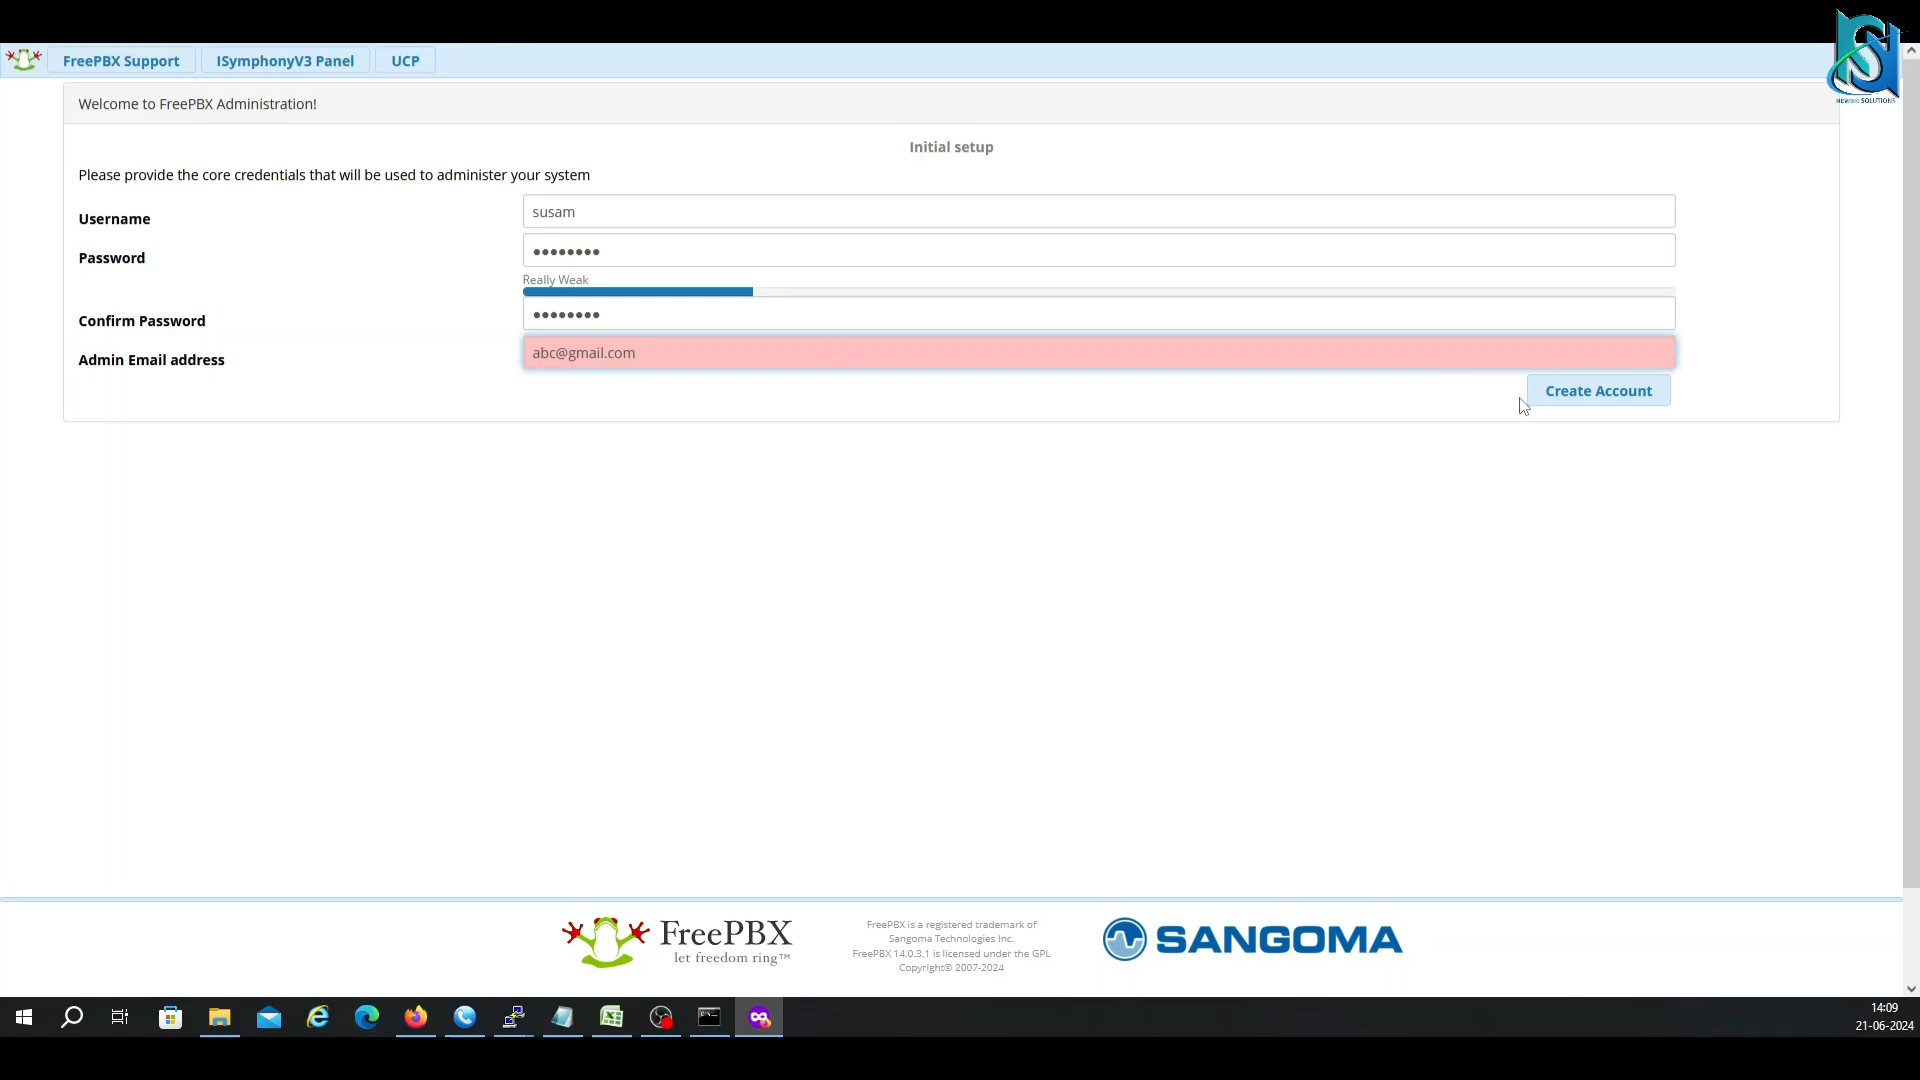 NEWBIE SOLUTIONS
FreePBX Support
ISymphonyV3 Panel
UCP
Welcome to FreePBX Administration!
Initial setup
Please provide the core credentials that will be used to administer your system
Username
susam
Password
••••••••
Really Weak
Confirm Password
••••••••
Admin Email address
abc@gmail.com
Create Account
FreePBX
let freedom ring™
FreePBX is a registered trademark of
Sangoma Technologies Inc.
FreePBX 14.0.3.1 is licensed under the GPL
Copyright© 2007-2024
SANGOMA
14:09
21-06-2024